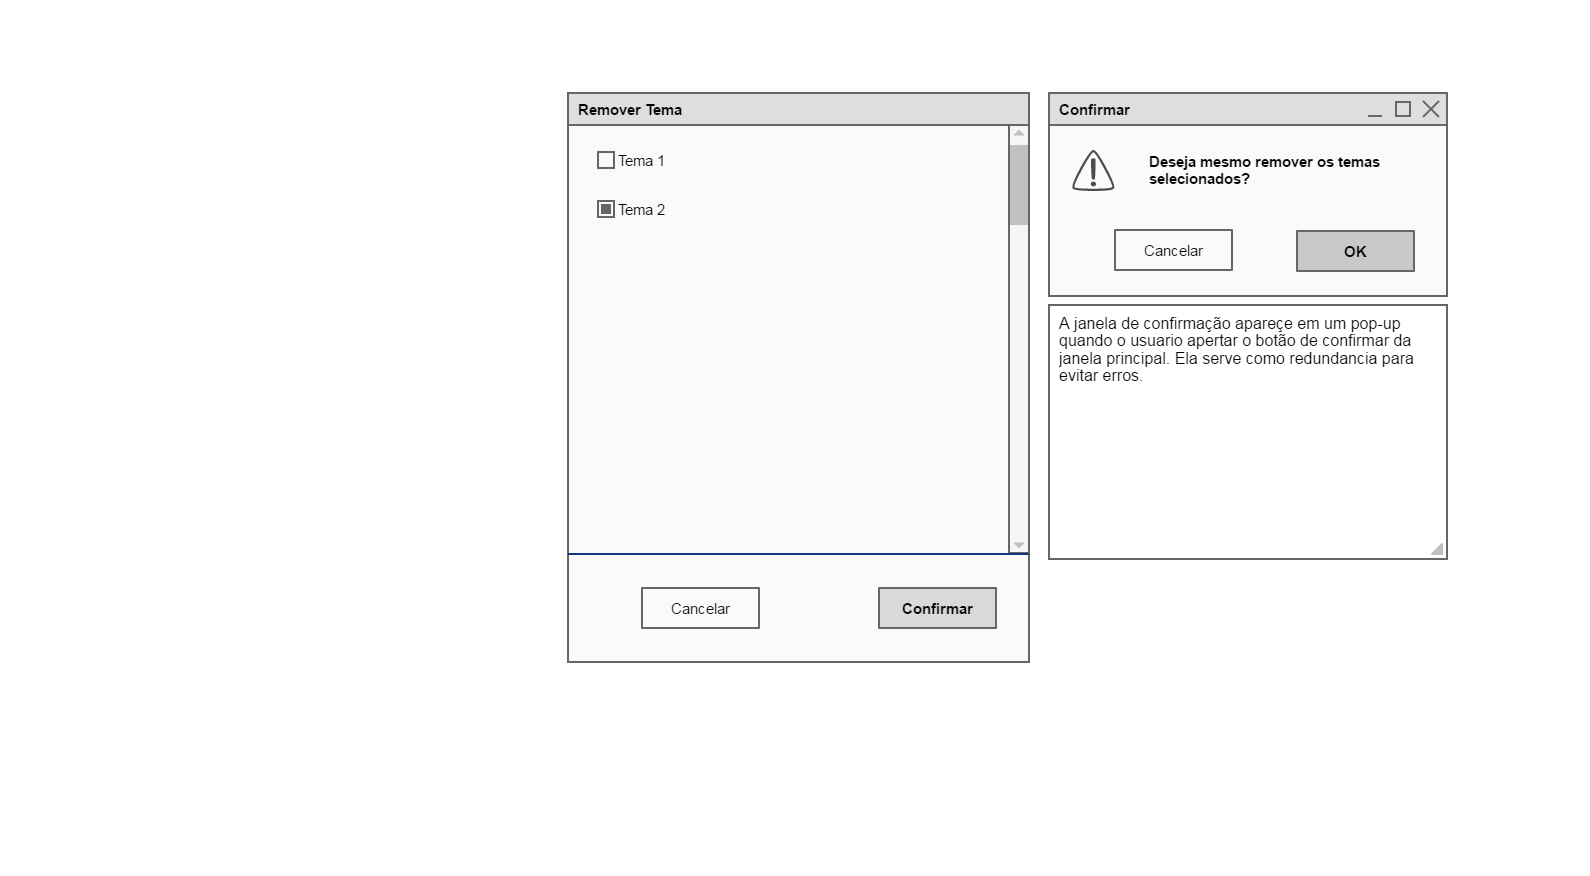 Remover Tema
Tema 1
Tema 2
Cancelar
Confirmar
Confirmar
Deseja mesmo remover os temas
selecionados?
Cancelar
OK
A janela de confirmação apareçe em um pop-up
quando o usuario apertar o botão de confirmar da
janela principal. Ela serve como redundancia para
evitar erros.